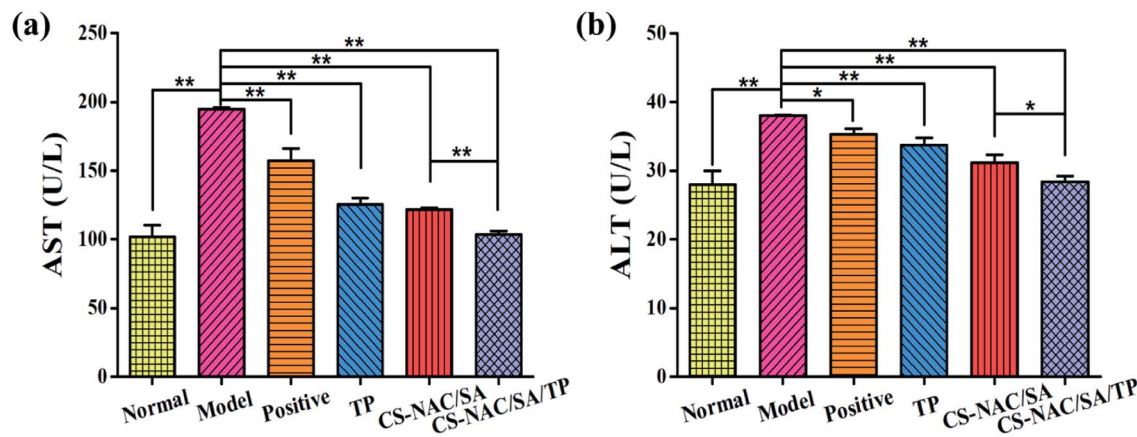 (a)
AST (U/L)
250
200
150
100
50
0
**
**
**
**
**
**
Normal
Model
Positive
TP
CS-NAC/SA
CS-NAC/SA/TP
(b)
ALT (U/L)
50
40
30
20
10
0
**
**
**
**
*
*
Normal
Model
Positive
TP
CS-NAC/SA
CS-NAC/SA/TP